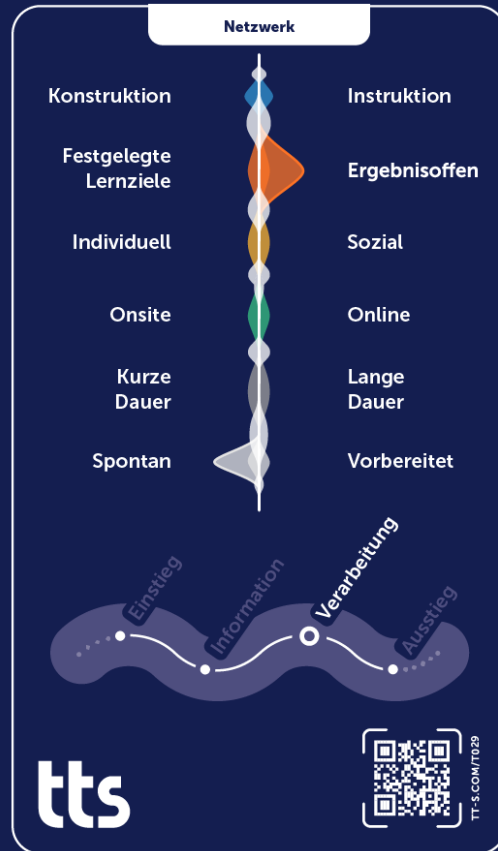 Netzwerk
Konstruktion
Instruktion
Festgelegte
Lernziele
Ergebnisoffen
Individuell
Sozial
Onsite
Online
Kurze
Dauer
Lange
Dauer
Spontan
Vorbereitet
Einstieg
Information
Verarbeitung
Ausstieg
tts
TT-S.COM/T029